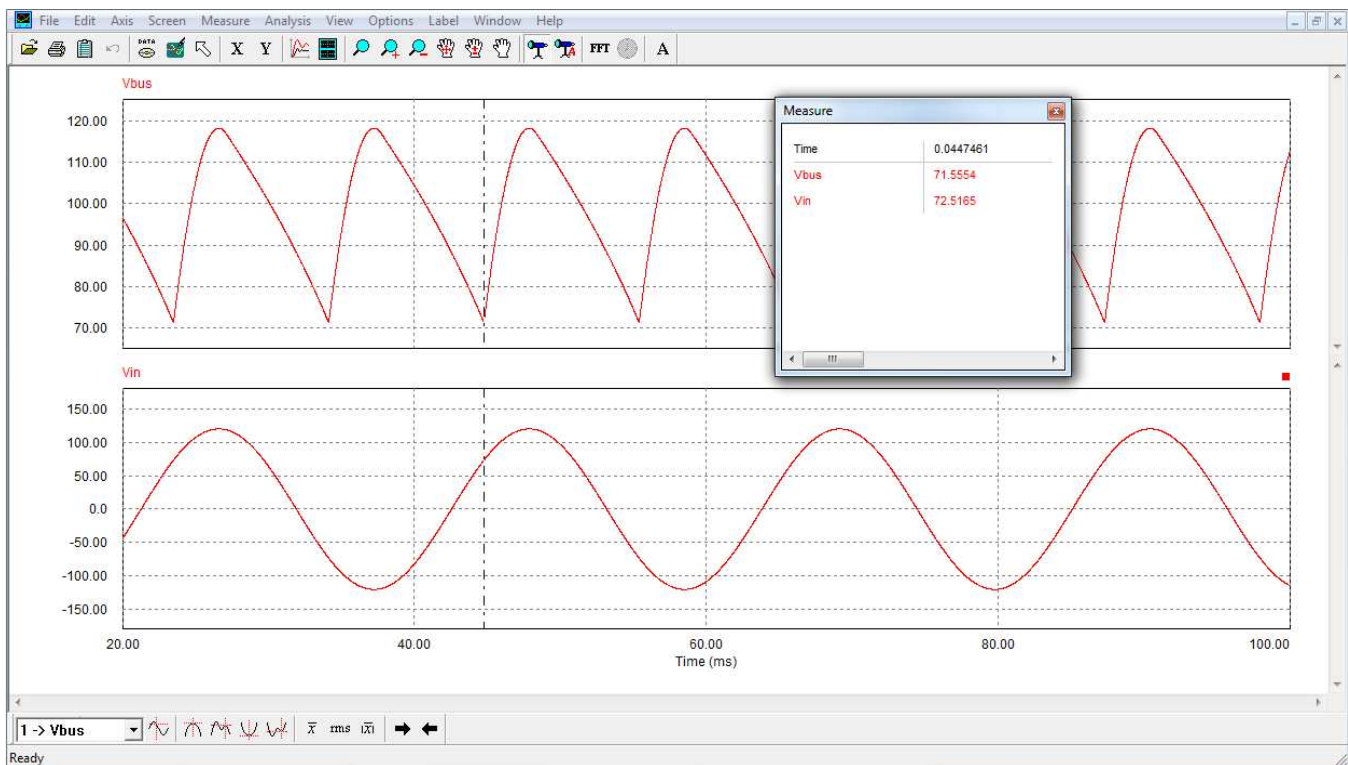 File Edit Axis Screen Measure Analysis View Options Label Window Help
DATA X Y FFT A
Vbus
120.00
110.00
100.00
90.00
80.00
70.00
Measure
Time 0.0447461
Vbus 71.5554
Vin 72.5165
Vin
150.00
100.00
50.00
0.0
-50.00
-100.00
-150.00
20.00 40.00 60.00 80.00 100.00
Time (ms)
1 -> Vbus x rms |x|
Ready